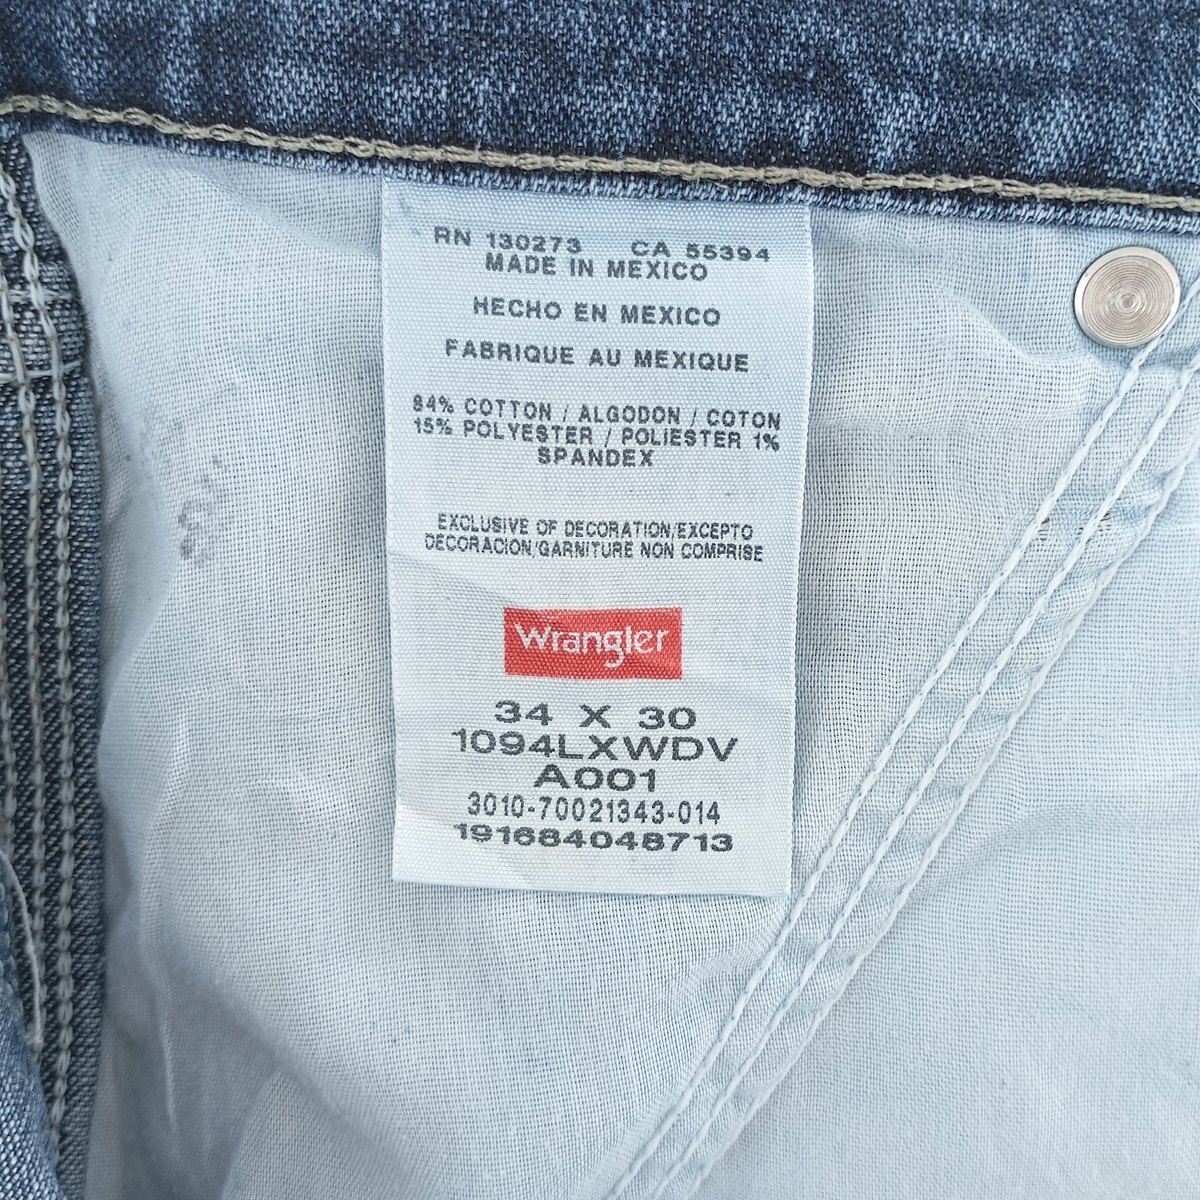 RN 130273 CA 55394
MADE IN MEXICO
HECHO EN MEXICO
FABRIQUE AU MEXIQUE
84% COTTON / ALGODON / COTON
15% POLYESTER / POLIESTER 1%
SPANDEX
EXCLUSIVE OF DECORATION/EXCEPTO
DECORACION/GARNITURE NON COMPRISE
Wrangler
34 X 30
1094LXWDV
A001
3010-70021343-014
191684048713